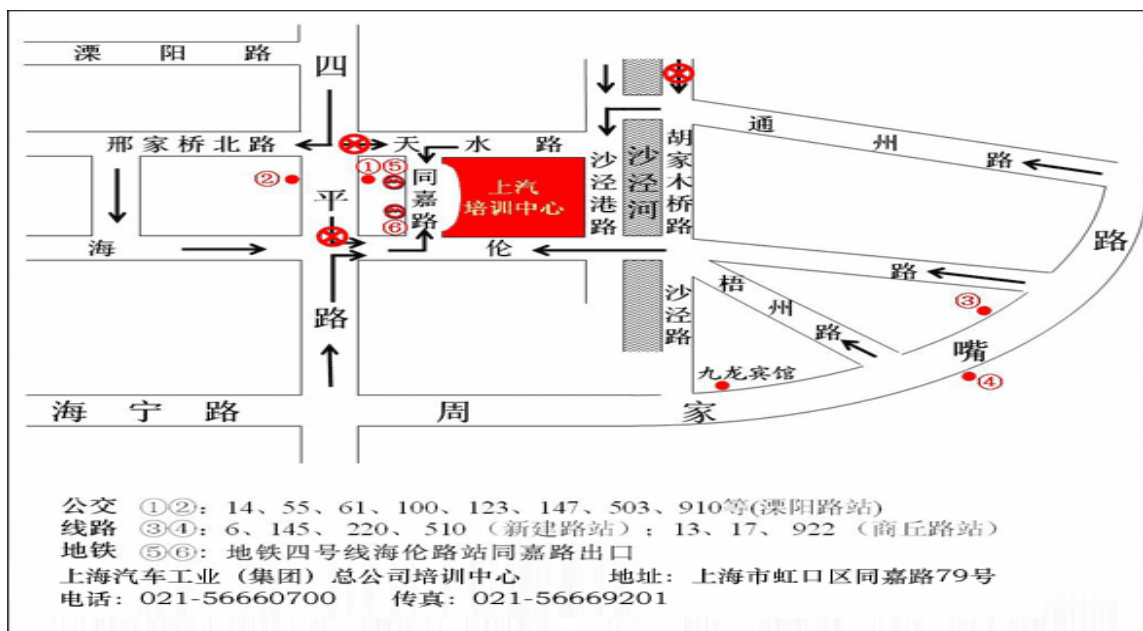 溧阳路
四平路
邢家桥北路
天水路
通州路
②
①⑤
⑥
同嘉路
上汽
培训中心
沙泾港路
沙泾河
胡家木桥路
海伦路
沙泾路
梧州路
③
④
九龙宾馆
海宁路
周家嘴路
公交 ①②：14、55、61、100、123、147、503、910等(溧阳路站)
线路 ③④：6、145、220、510（新建路站）；13、17、922（商丘路站）
地铁 ⑤⑥：地铁四号线海伦路站同嘉路出口
上海汽车工业（集团）总公司培训中心 地址：上海市虹口区同嘉路79号
电话：021-56660700 传真：021-56669201